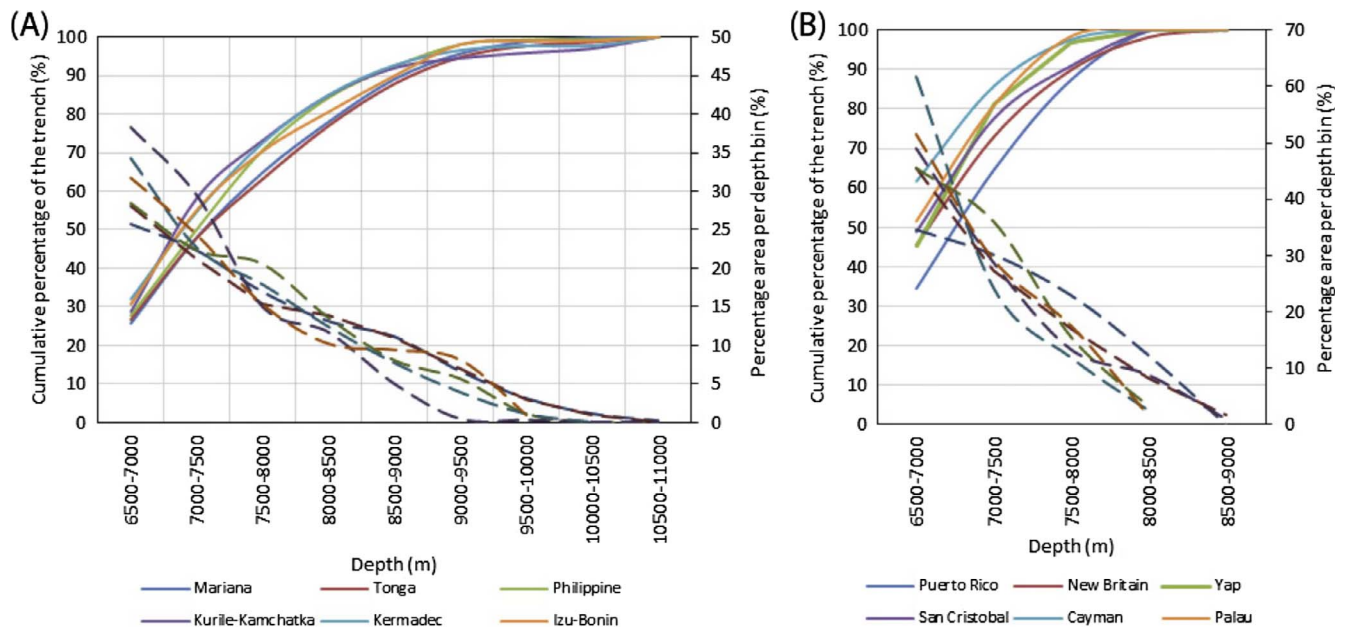 (A)
Cumulative percentatge of the trench (%)
100
90
80
70
60
50
40
30
20
10
0
50
45
40
35
30
25
20
15
10
5
0
Percentage area per depth bin (%)
6500-7000
7000-7500
7500-8000
8000-8500
8500-9000
9000-9500
9500-10000
10000-10500
10500-11000
Depth (m)
Mariana
Tonga
Philippine
Kurile-Kamchatka
Kermadec
Izu-Bonin
(B)
Cumulative percentage of the trench (%)
100
90
80
70
60
50
40
30
20
10
0
70
60
50
40
30
20
10
0
Percentage area per depth bin (%)
6500-7000
7000-7500
7500-8000
8000-8500
8500-9000
Depth (m)
Puerto Rico
New Britain
Yap
San Cristobal
Cayman
Palau